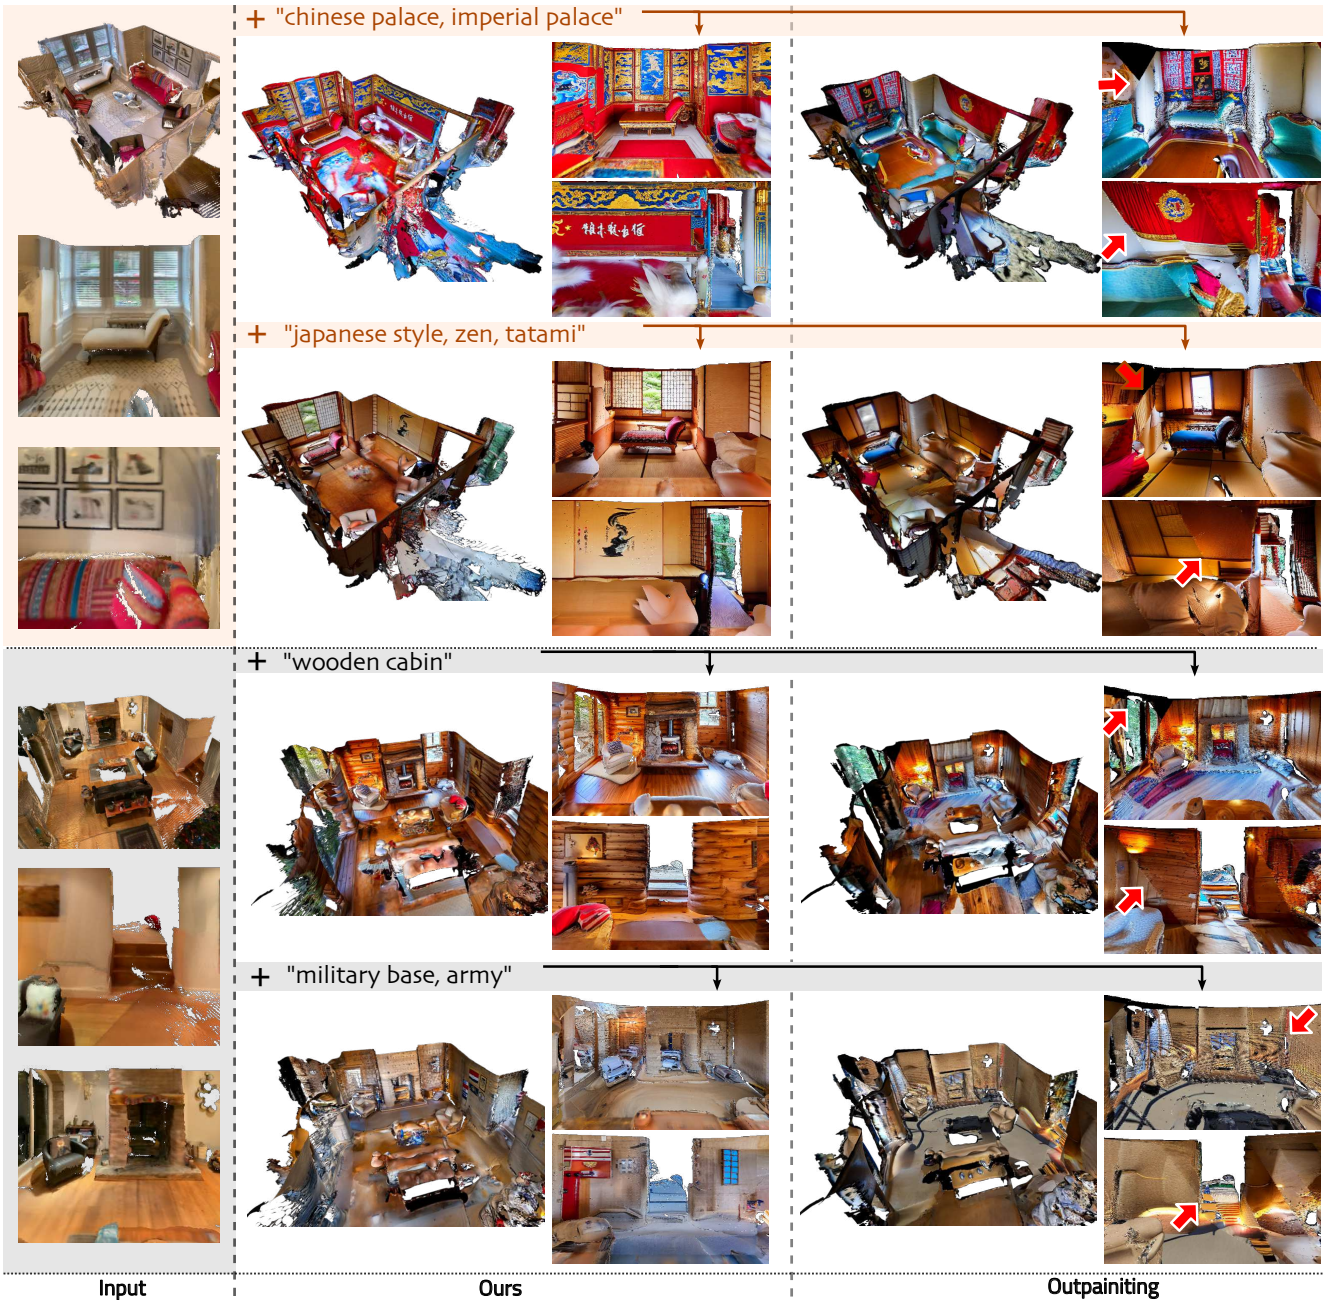 + "chinese palace, imperial palace"
+ "japanese style, zen, tatami"
+ "wooden cabin"
+ "military base, army"
Input
Ours
Outpainiting